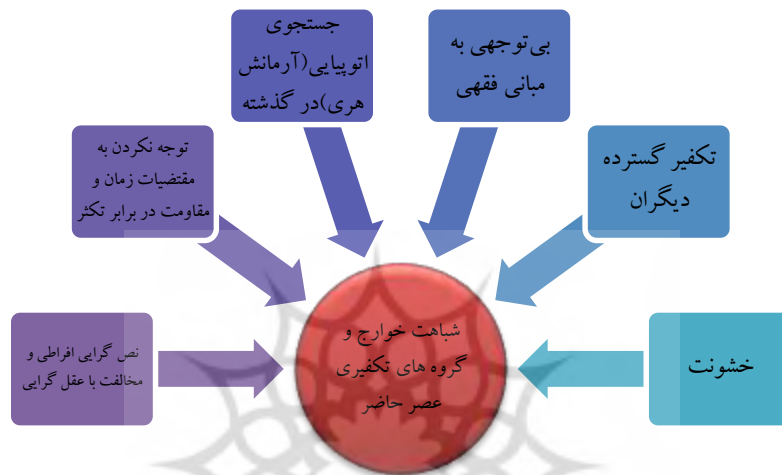 خشونت
تکفیر گسترده
دیگران
بی‌توجهی به
مبانی فقهی
جستجوی
اتوپیایی(آرمانش
هری)در گذشته
توجه نکردن به
مقتضیات زمان و
مقاومت در برابر تکثر
نص گرایی افراطی و
مخالفت با عقل گرایی
شباهت خوارج و
گروه های تکفیری
عصر حاضر